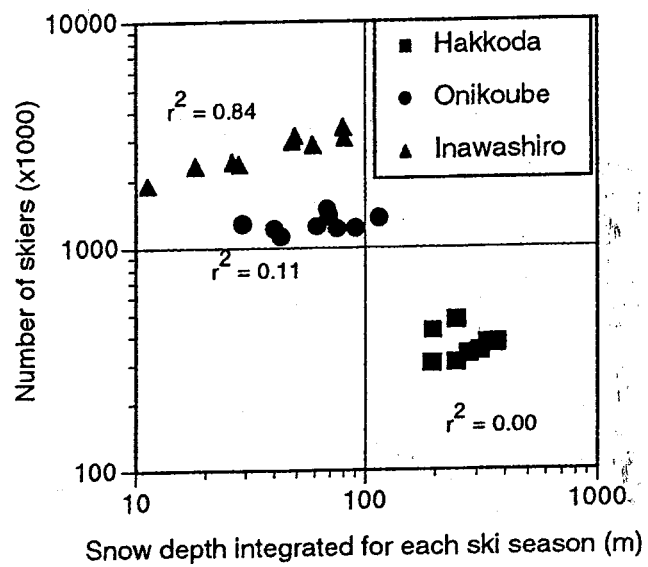 10000
Hakkoda
Onikoube
Inawashiro
r² = 0.84
Number of skiers (x1000)
1000
r² = 0.11
r² = 0.00
100
10
100
1000
Snow depth integrated for each ski season (m)